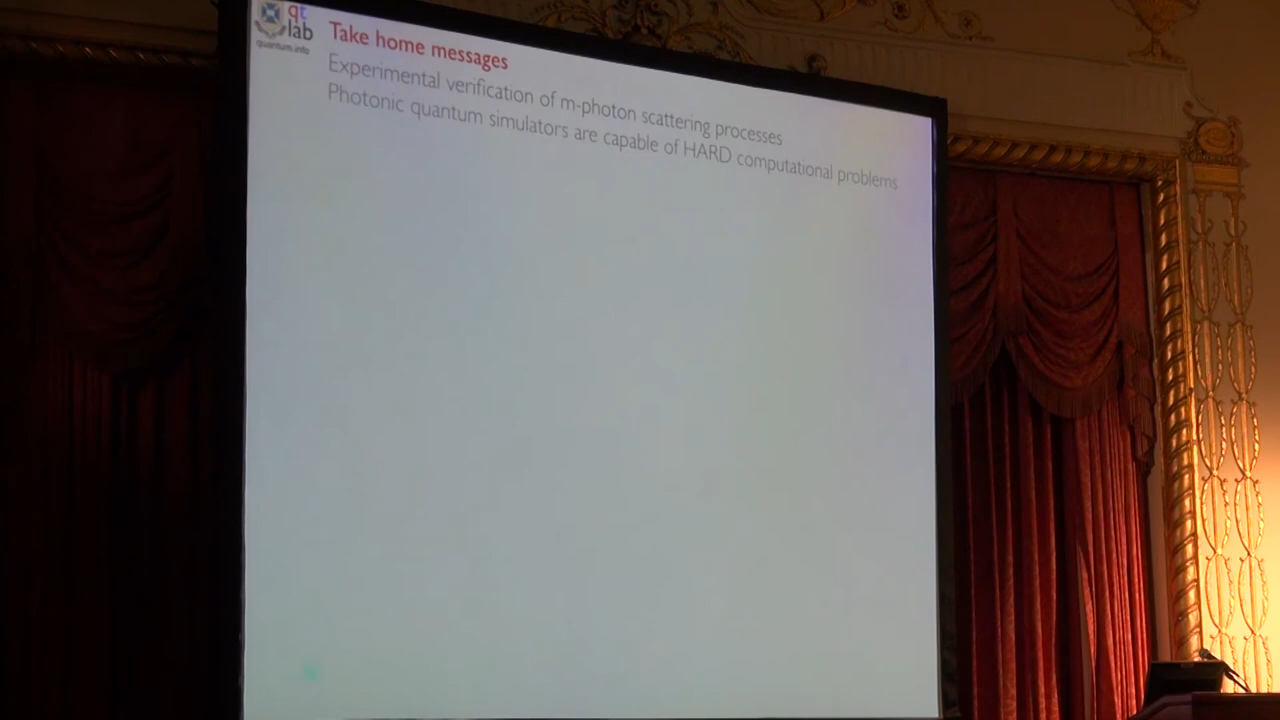 qt
lab
quantum.info
Take home messages
Experimental verification of m-photon scattering processes
Photonic quantum simulators are capable of HARD computational problems